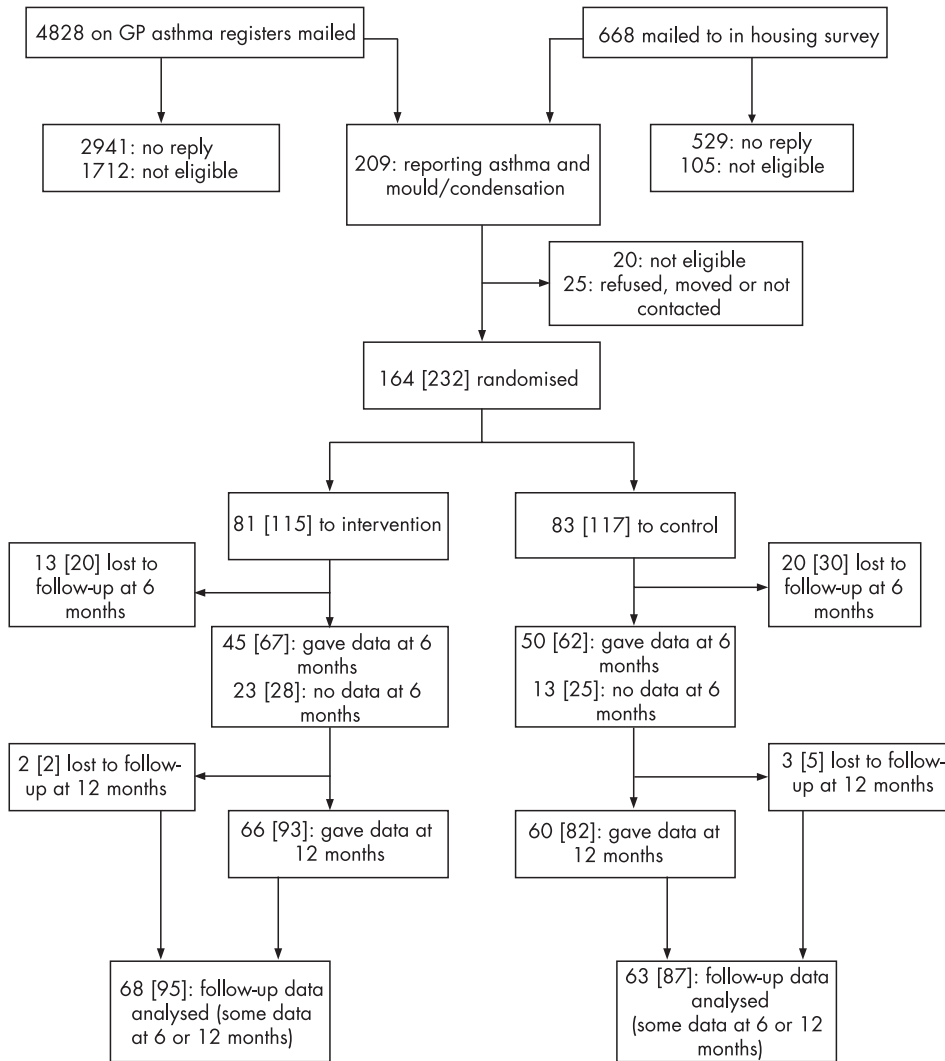 4828 on GP asthma registers mailed
668 mailed to in housing survey
2941: no reply
1712: not eligible
209: reporting asthma and
mould/condensation
529: no reply
105: not eligible
20: not eligible
25: refused, moved or not
contacted
164 [232] randomised
81 [115] to intervention
83 [117] to control
13 [20] lost to
follow-up at 6
months
20 [30] lost to
follow-up at 6
months
45 [67]: gave data at 6
months
23 [28]: no data at 6
months
50 [62]: gave data at 6
months
13 [25]: no data at 6
months
2 [2] lost to follow-
up at 12 months
3 [5] lost to follow-
up at 12 months
66 [93]: gave data at
12 months
60 [82]: gave data at
12 months
68 [95]: follow-up data
analysed (some data
at 6 or 12 months)
63 [87]: follow-up data
analysed
(some data at 6 or 12
months)